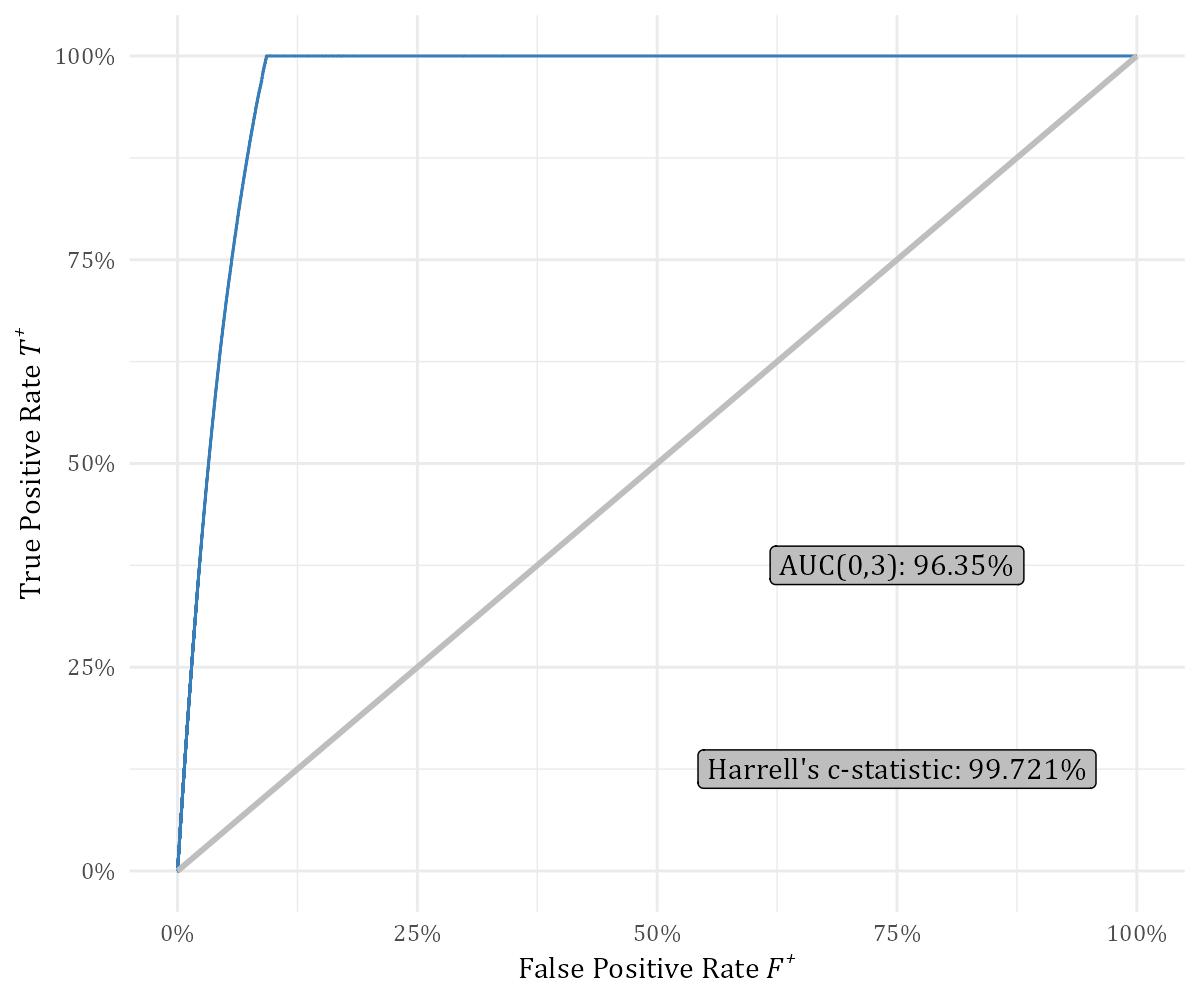 100%
75%
50%
25%
0%
True Positive Rate T⁺
AUC(0,3): 96.35%
Harrell's c-statistic: 99.721%
0%
25%
50%
75%
100%
False Positive Rate F⁺